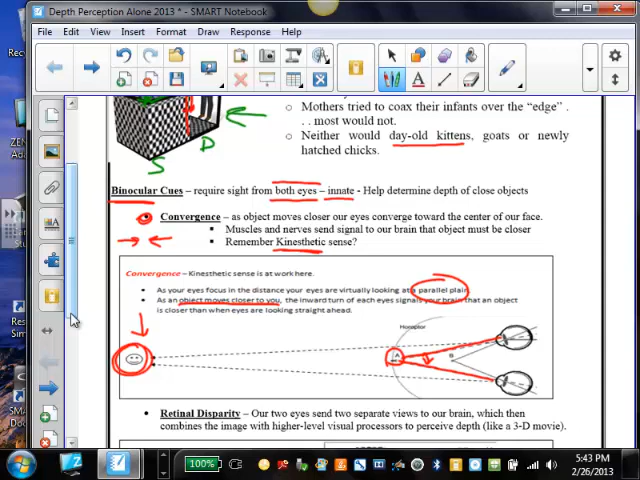 Depth Perception Alone 2013 * - SMART Notebook
File Edit View Insert Format Draw Response Help
Mothers tried to coax their infants over the "edge" .
. . most would not.
Neither would day-old kittens, goats or newly
hatched chicks.
S D
Binocular Cues – require sight from both eyes – innate - Help determine depth of close objects
Convergence – as object moves closer our eyes converge toward the center of our face.
Muscles and nerves send signal to our brain that object must be closer
Remember Kinesthetic sense?
Convergence – Kinesthetic sense is at work here.
As your eyes focus in the distance your eyes are virtually looking at a parallel plain.
As an object moves closer to you, the inward turn of each eyes signals your brain that an object
is closer than when eyes are looking straight ahead.
Horopter
A B
Retinal Disparity – Our two eyes send two separate views to our brain, which then
combines the image with higher-level visual processors to perceive depth (like a 3-D movie).
100%
5:43 PM
2/26/2013